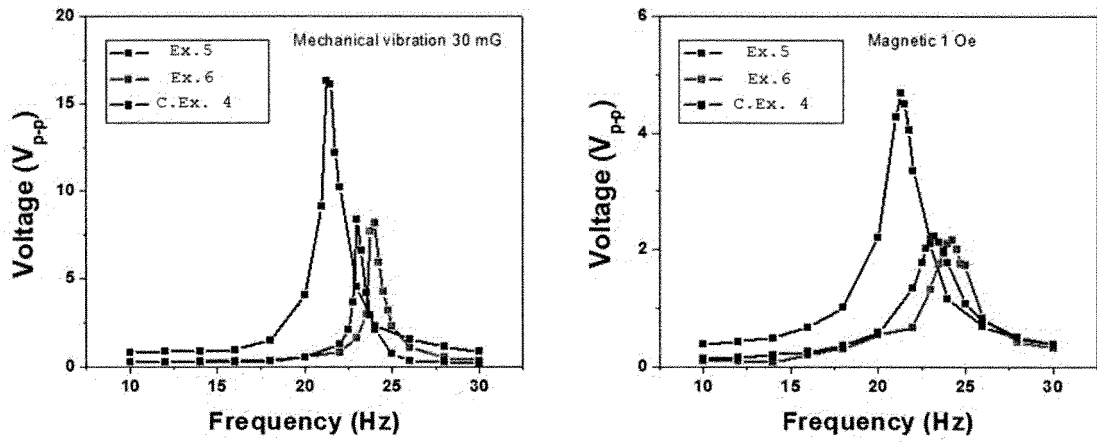 20
15
10
5
0
Voltage (Vp-p)
Mechanical vibration 30 mG
Ex.5
Ex.6
C.Ex. 4
10 15 20 25 30
Frequency (Hz)
6
4
2
0
Voltage (Vp-p)
Magnetic 1 Oe
Ex.5
Ex.6
C.Ex. 4
10 15 20 25 30
Frequency (Hz)